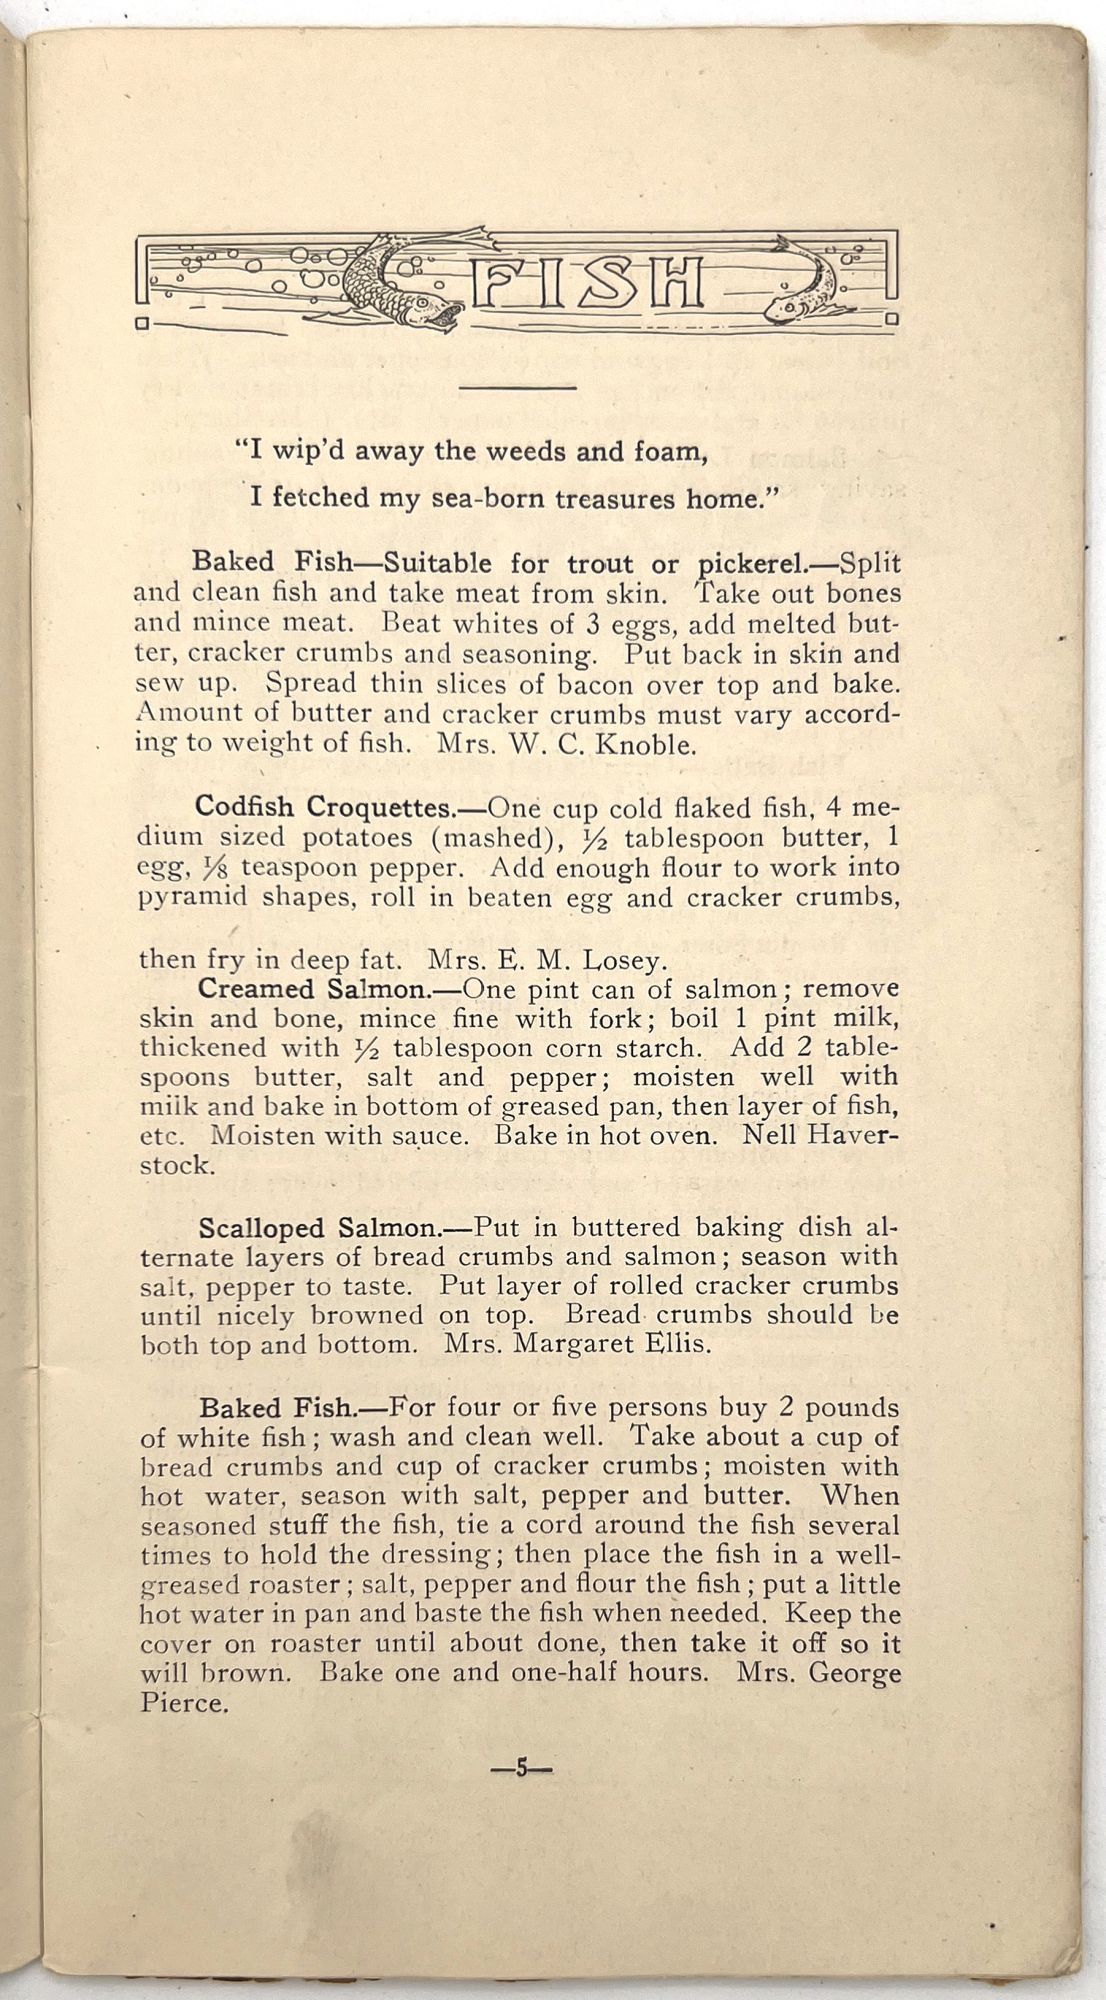 FISH
“I wip’d away the weeds and foam,
I fetched my sea-born treasures home.”
Baked Fish—Suitable for trout or pickerel.—Split
and clean fish and take meat from skin. Take out bones
and mince meat. Beat whites of 3 eggs, add melted but-
ter, cracker crumbs and seasoning. Put back in skin and
sew up. Spread thin slices of bacon over top and bake.
Amount of butter and cracker crumbs must vary accord-
ing to weight of fish. Mrs. W. C. Knoble.
Codfish Croquettes.—One cup cold flaked fish, 4 me-
dium sized potatoes (mashed), ½ tablespoon butter, 1
egg, ⅛ teaspoon pepper. Add enough flour to work into
pyramid shapes, roll in beaten egg and cracker crumbs,
then fry in deep fat. Mrs. E. M. Losey.
Creamed Salmon.—One pint can of salmon; remove
skin and bone, mince fine with fork; boil 1 pint milk,
thickened with ½ tablespoon corn starch. Add 2 table-
spoons butter, salt and pepper; moisten well with
milk and bake in bottom of greased pan, then layer of fish,
etc. Moisten with sauce. Bake in hot oven. Nell Haver-
stock.
Scalloped Salmon.—Put in buttered baking dish al-
ternate layers of bread crumbs and salmon; season with
salt, pepper to taste. Put layer of rolled cracker crumbs
until nicely browned on top. Bread crumbs should be
both top and bottom. Mrs. Margaret Ellis.
Baked Fish.—For four or five persons buy 2 pounds
of white fish; wash and clean well. Take about a cup of
bread crumbs and cup of cracker crumbs; moisten with
hot water, season with salt, pepper and butter. When
seasoned stuff the fish, tie a cord around the fish several
times to hold the dressing; then place the fish in a well-
greased roaster; salt, pepper and flour the fish; put a little
hot water in pan and baste the fish when needed. Keep the
cover on roaster until about done, then take it off so it
will brown. Bake one and one-half hours. Mrs. George
Pierce.
—5—